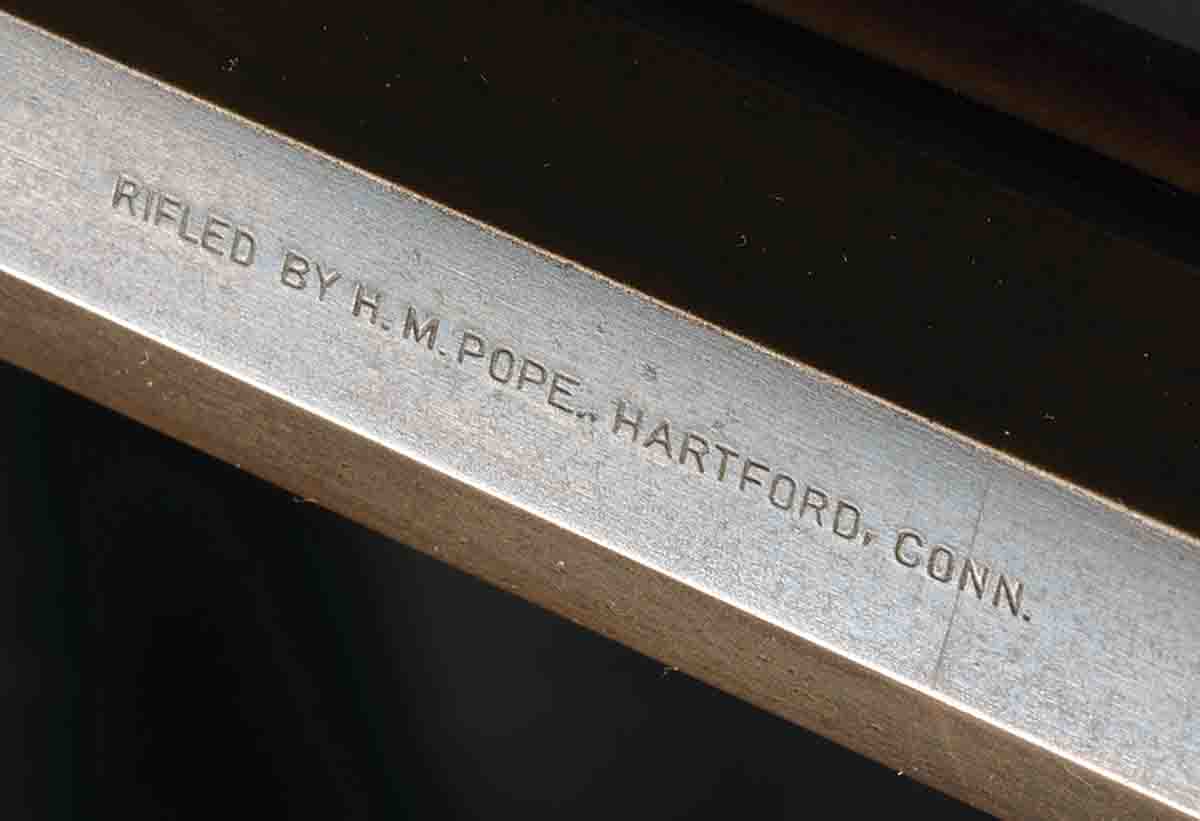 RIFLED BY H. M. POPE., HARTFORD, CONN.